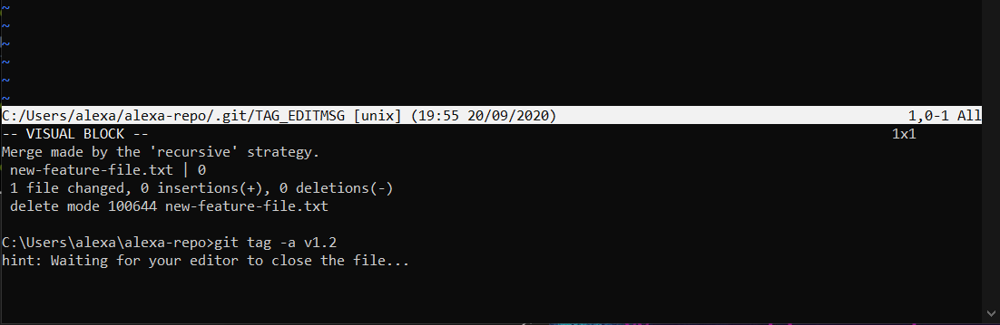 ~
~
~
~
~
~
C:/Users/alexa/alexa-repo/.git/TAG_EDITMSG [unix] (19:55 20/09/2020) 1,0-1 All
-- VISUAL BLOCK -- 1x1
Merge made by the 'recursive' strategy.
new-feature-file.txt | 0
1 file changed, 0 insertions(+), 0 deletions(-)
delete mode 100644 new-feature-file.txt
C:\Users\alexa\alexa-repo>git tag -a v1.2
hint: Waiting for your editor to close the file...